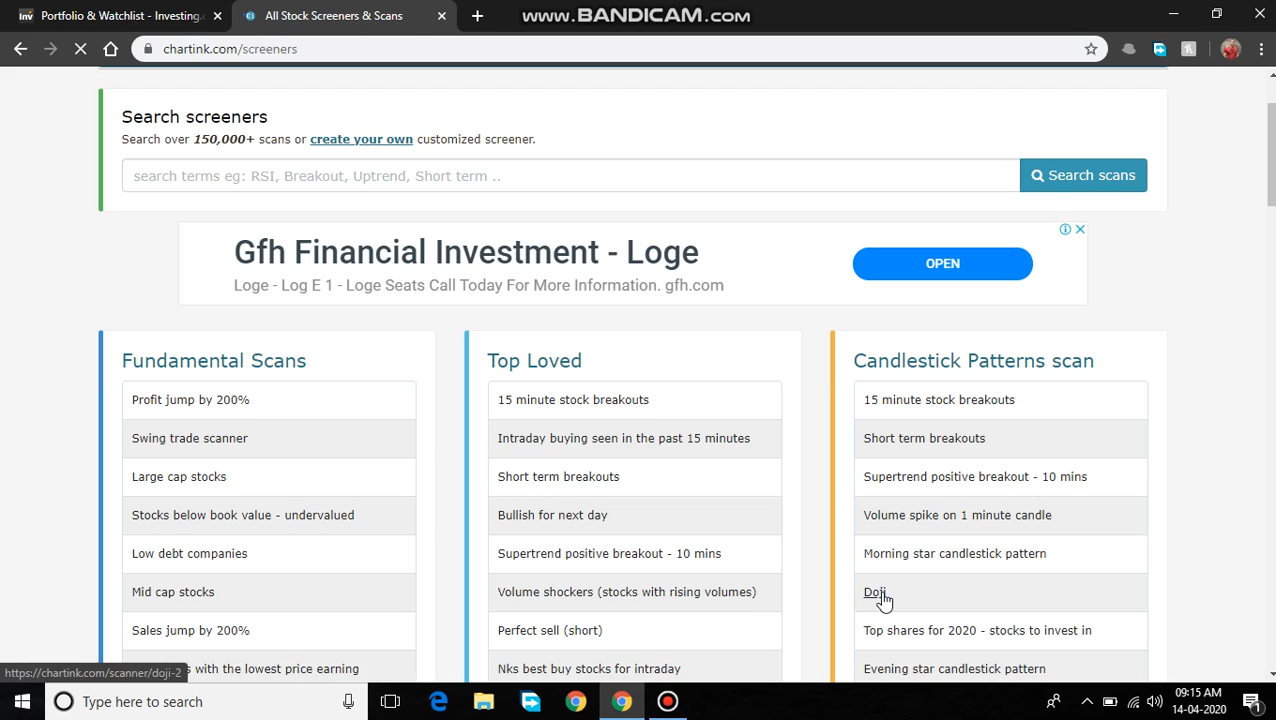 Portfolio & Watchlist - Investing.
All Stock Screeners & Scans
www.BANDICAM.com
chartink.com/screeners
Search screeners
Search over 150,000+ scans or create your own customized screener.
search terms eg: RSI, Breakout, Uptrend, Short term ..
Search scans
Gfh Financial Investment - Loge
Loge - Log E 1 - Loge Seats Call Today For More Information. gfh.com
OPEN
Fundamental Scans
Profit jump by 200%
Swing trade scanner
Large cap stocks
Stocks below book value - undervalued
Low debt companies
Mid cap stocks
Sales jump by 200%
with the lowest price earning
Top Loved
15 minute stock breakouts
Intraday buying seen in the past 15 minutes
Short term breakouts
Bullish for next day
Supertrend positive breakout - 10 mins
Volume shockers (stocks with rising volumes)
Perfect sell (short)
Nks best buy stocks for intraday
Candlestick Patterns scan
15 minute stock breakouts
Short term breakouts
Supertrend positive breakout - 10 mins
Volume spike on 1 minute candle
Morning star candlestick pattern
Doji
Top shares for 2020 - stocks to invest in
Evening star candlestick pattern
https://chartink.com/scanner/doji-2
Type here to search
09:15 AM
14-04-2020